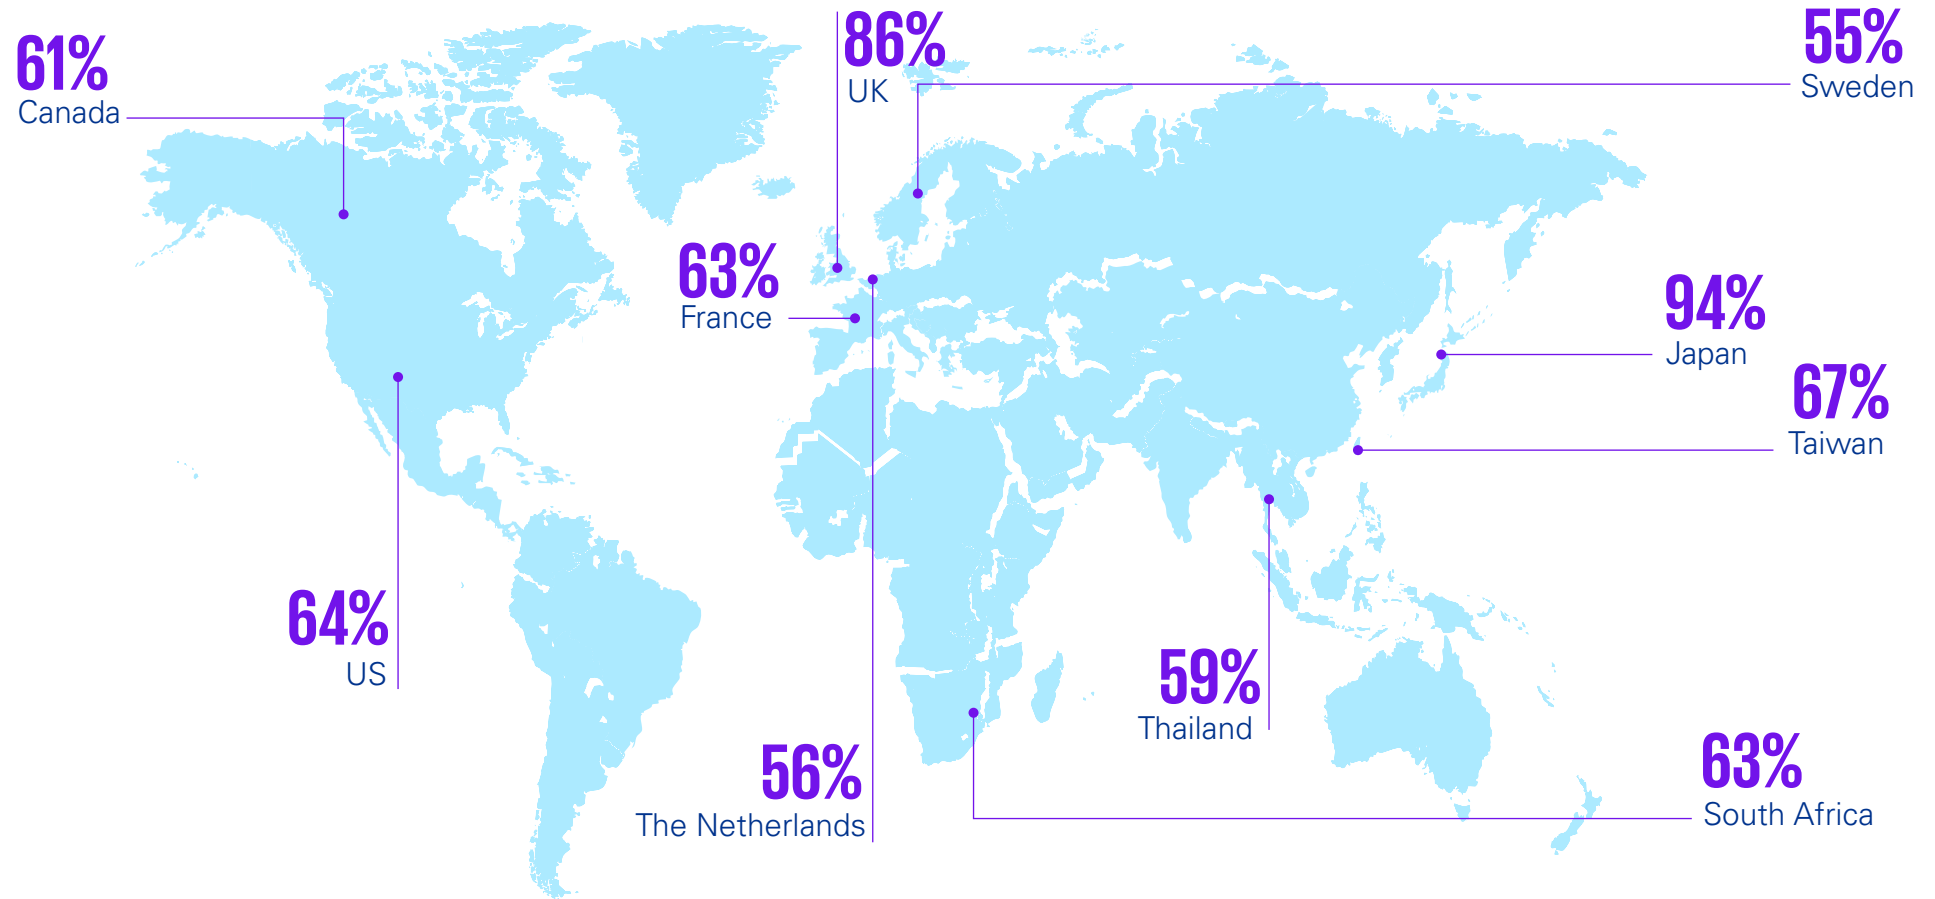 61%
Canada
86%
UK
55%
Sweden
63%
France
94%
Japan
67%
Taiwan
64%
US
59%
Thailand
56%
The Netherlands
63%
South Africa